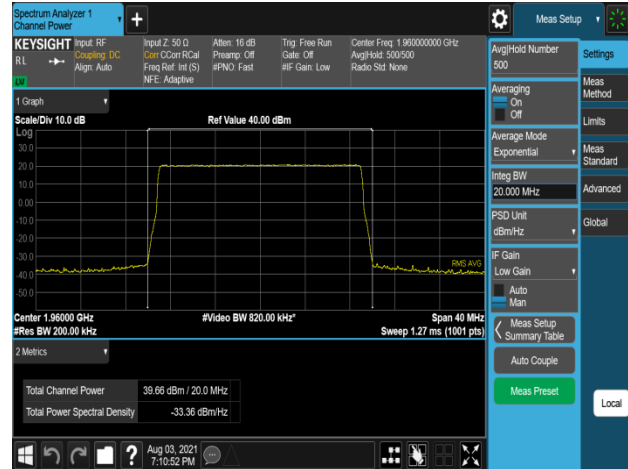 Spectrum Analyzer 1
Channel Power
+
Meas Setup
KEYSIGHT
RL
Input: RF
Coupling: DC
Align: Auto
Input Z: 50 Ω
Corr CCorr RCal
Freq Ref: Int (S)
NFE: Adaptive
Atten: 16 dB
Preamp: Off
#PNO: Fast
Trig: Free Run
Gate: Off
#IF Gain: Low
Center Freq: 1.960000000 GHz
Avg|Hold: 500/500
Radio Std: None
1 Graph
Scale/Div 10.0 dB
Ref Value 40.00 dBm
Log
30.0
20.0
10.0
0.00
-10.0
-20.0
-30.0
-40.0
-50.0
RMS AVG
Center 1.96000 GHz
#Video BW 820.00 kHz*
Span 40 MHz
#Res BW 200.00 kHz
Sweep 1.27 ms (1001 pts)
2 Metrics
Total Channel Power 39.66 dBm / 20.0 MHz
Total Power Spectral Density -33.36 dBm/Hz
?
Aug 03, 2021
7:10:52 PM
Avg|Hold Number
500
Averaging
On
Off
Average Mode
Exponential
Integ BW
20.000 MHz
PSD Unit
dBm/Hz
IF Gain
Low Gain
Auto
Man
Meas Setup
Summary Table
Auto Couple
Meas Preset
Settings
Meas
Method
Limits
Meas
Standard
Advanced
Global
Local